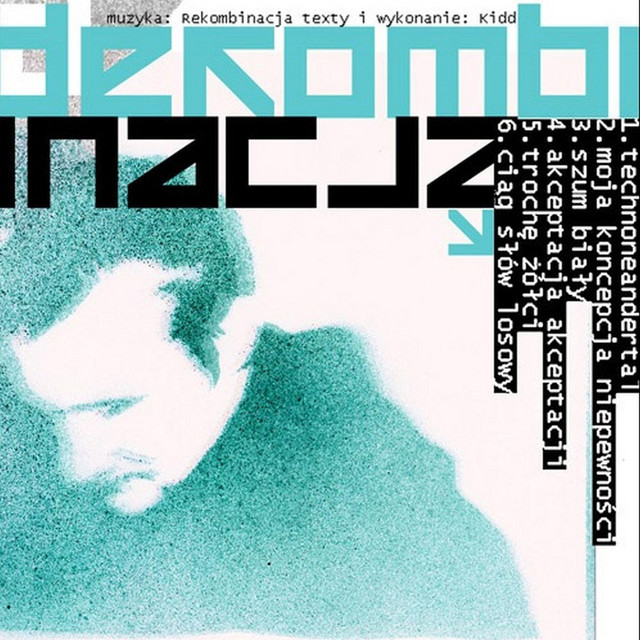 muzyka: Rekombinacja texty i wykonanie: Kidd
dekombi
nacja
1.technoneandertal
2.moja koncepcja niepewności
3.szum biały
4.akceptacja akceptacji
5.trochę żółci
6.ciąg słów losowy